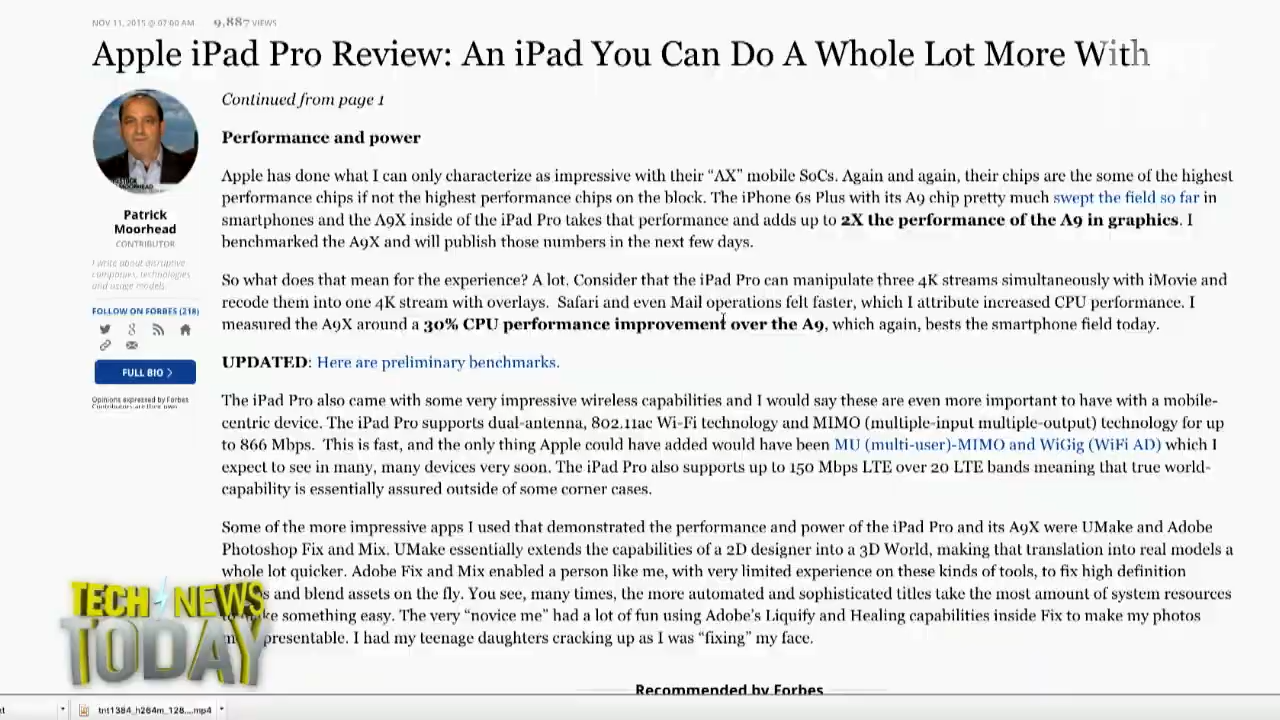 NOV 11, 2015 @ 07:00 AM 9,887 VIEWS
Apple iPad Pro Review: An iPad You Can Do A Whole Lot More With
Continued from page 1
Performance and power
Apple has done what I can only characterize as impressive with their “AX” mobile SoCs. Again and again, their chips are the some of the highest
performance chips if not the highest performance chips on the block. The iPhone 6s Plus with its A9 chip pretty much swept the field so far in
smartphones and the A9X inside of the iPad Pro takes that performance and adds up to 2X the performance of the A9 in graphics. I
benchmarked the A9X and will publish those numbers in the next few days.
So what does that mean for the experience? A lot. Consider that the iPad Pro can manipulate three 4K streams simultaneously with iMovie and
recode them into one 4K stream with overlays. Safari and even Mail operations felt faster, which I attribute increased CPU performance. I
measured the A9X around a 30% CPU performance improvement over the A9, which again, bests the smartphone field today.
UPDATED: Here are preliminary benchmarks.
The iPad Pro also came with some very impressive wireless capabilities and I would say these are even more important to have with a mobile-
centric device. The iPad Pro supports dual-antenna, 802.11ac Wi-Fi technology and MIMO (multiple-input multiple-output) technology for up
to 866 Mbps. This is fast, and the only thing Apple could have added would have been MU (multi-user)-MIMO and WiGig (WiFi AD) which I
expect to see in many, many devices very soon. The iPad Pro also supports up to 150 Mbps LTE over 20 LTE bands meaning that true world-
capability is essentially assured outside of some corner cases.
Some of the more impressive apps I used that demonstrated the performance and power of the iPad Pro and its A9X were UMake and Adobe
Photoshop Fix and Mix. UMake essentially extends the capabilities of a 2D designer into a 3D World, making that translation into real models a
whole lot quicker. Adobe Fix and Mix enabled a person like me, with very limited experience on these kinds of tools, to fix high definition
and blend assets on the fly. You see, many times, the more automated and sophisticated titles take the most amount of system resources
something easy. The very “novice me” had a lot of fun using Adobe’s Liquify and Healing capabilities inside Fix to make my photos
presentable. I had my teenage daughters cracking up as I was “fixing” my face.
Recommended by Forbes
MOORHEAD
Patrick
Moorhead
CONTRIBUTOR
I write about disruptive
companies, technologies
and usage models.
FOLLOW ON FORBES (218)
FULL BIO
Opinions expressed by Forbes
Contributors are their own.
TECH NEWS
TODAY
tnt1384_h264m_128....mp4